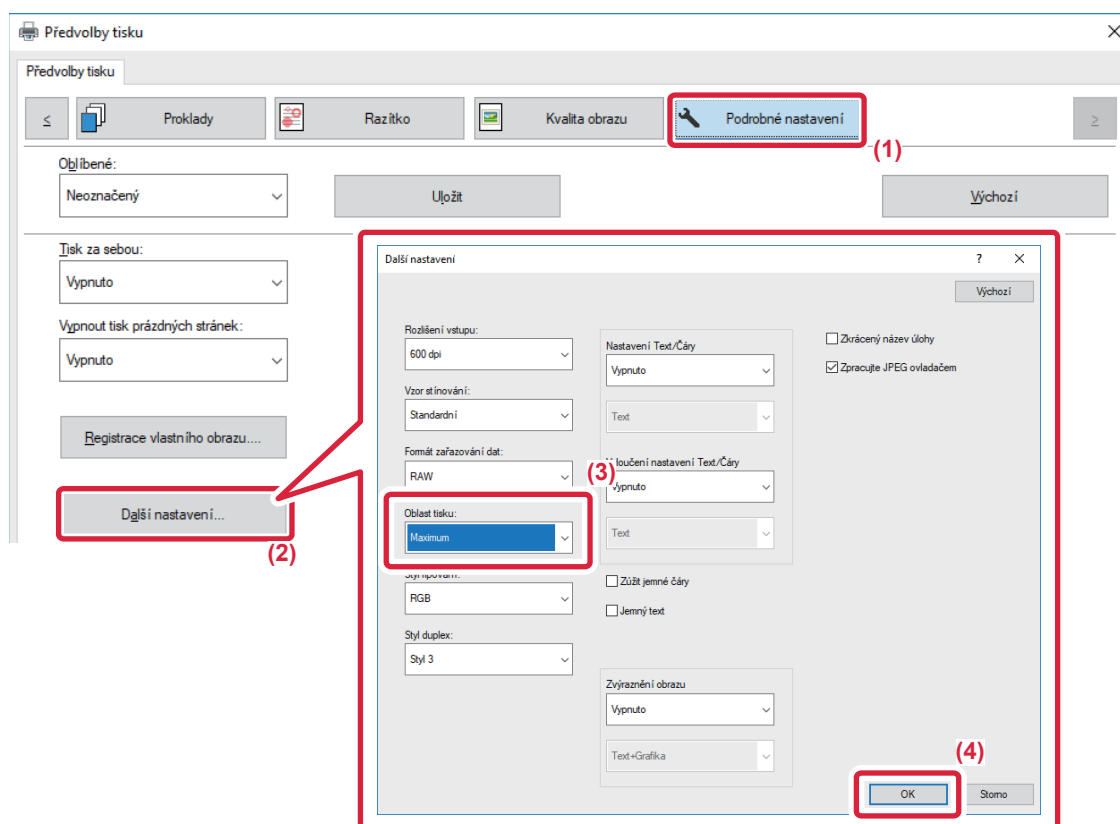 Předvolby tisku
Předvolby tisku
<
Proklady
Razítko
Kvalita obrazu
Podrobné nastavení
>
(1)
Oblíbené:
Neoznačený
Uložit
Výchozí
Tisk za sebou:
Vypnuto
Vypnout tisk prázdných stránek:
Vypnuto
Registrace vlastního obrazu....
Další nastavení...
(2)
Další nastavení
?
Výchozí
Rozlišení vstupu:
600 dpi
Vzor stínování:
Standardní
Formát zařazování dat:
RAW
(3)
Oblast tisku:
Maximum
RGB
Styl duplex:
Styl 3
Nastavení Text/Čáry
Vypnuto
Text
nastavení Text/Čáry
Vypnuto
Text
Zúžit jemné čáry
Jemný text
Zvýraznění obrazu
Vypnuto
Text+Grafika
Zkrácený název úlohy
Zpracujte JPEG ovladačem
(4)
OK
Storno